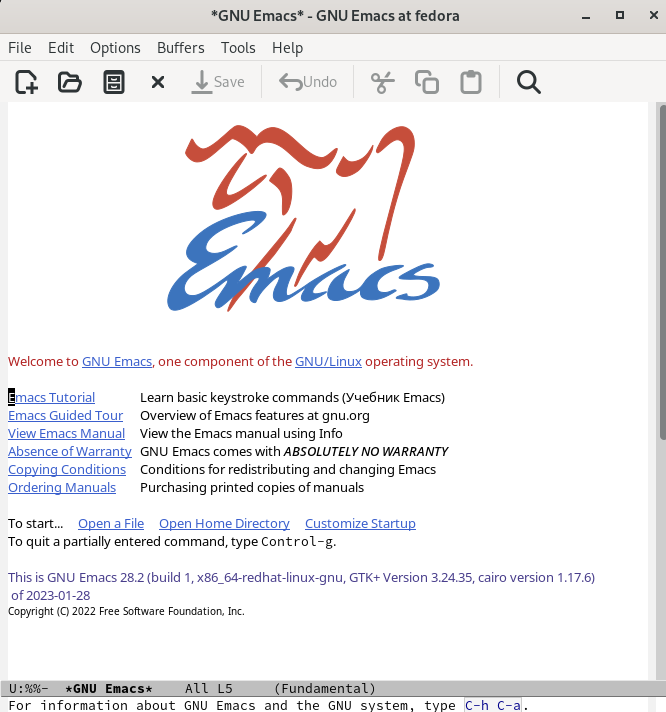 *GNU Emacs* - GNU Emacs at fedora
File Edit Options Buffers Tools Help
Save Undo
Emacs
Welcome to GNU Emacs, one component of the GNU/Linux operating system.
Emacs Tutorial Learn basic keystroke commands (Учебник Emacs)
Emacs Guided Tour Overview of Emacs features at gnu.org
View Emacs Manual View the Emacs manual using Info
Absence of Warranty GNU Emacs comes with ABSOLUTELY NO WARRANTY
Copying Conditions Conditions for redistributing and changing Emacs
Ordering Manuals Purchasing printed copies of manuals
To start... Open a File Open Home Directory Customize Startup
To quit a partially entered command, type Control-g.
This is GNU Emacs 28.2 (build 1, x86_64-redhat-linux-gnu, GTK+ Version 3.24.35, cairo version 1.17.6)
of 2023-01-28
Copyright (C) 2022 Free Software Foundation, Inc.
U:%%- *GNU Emacs* All L5 (Fundamental)
For information about GNU Emacs and the GNU system, type C-h C-a.